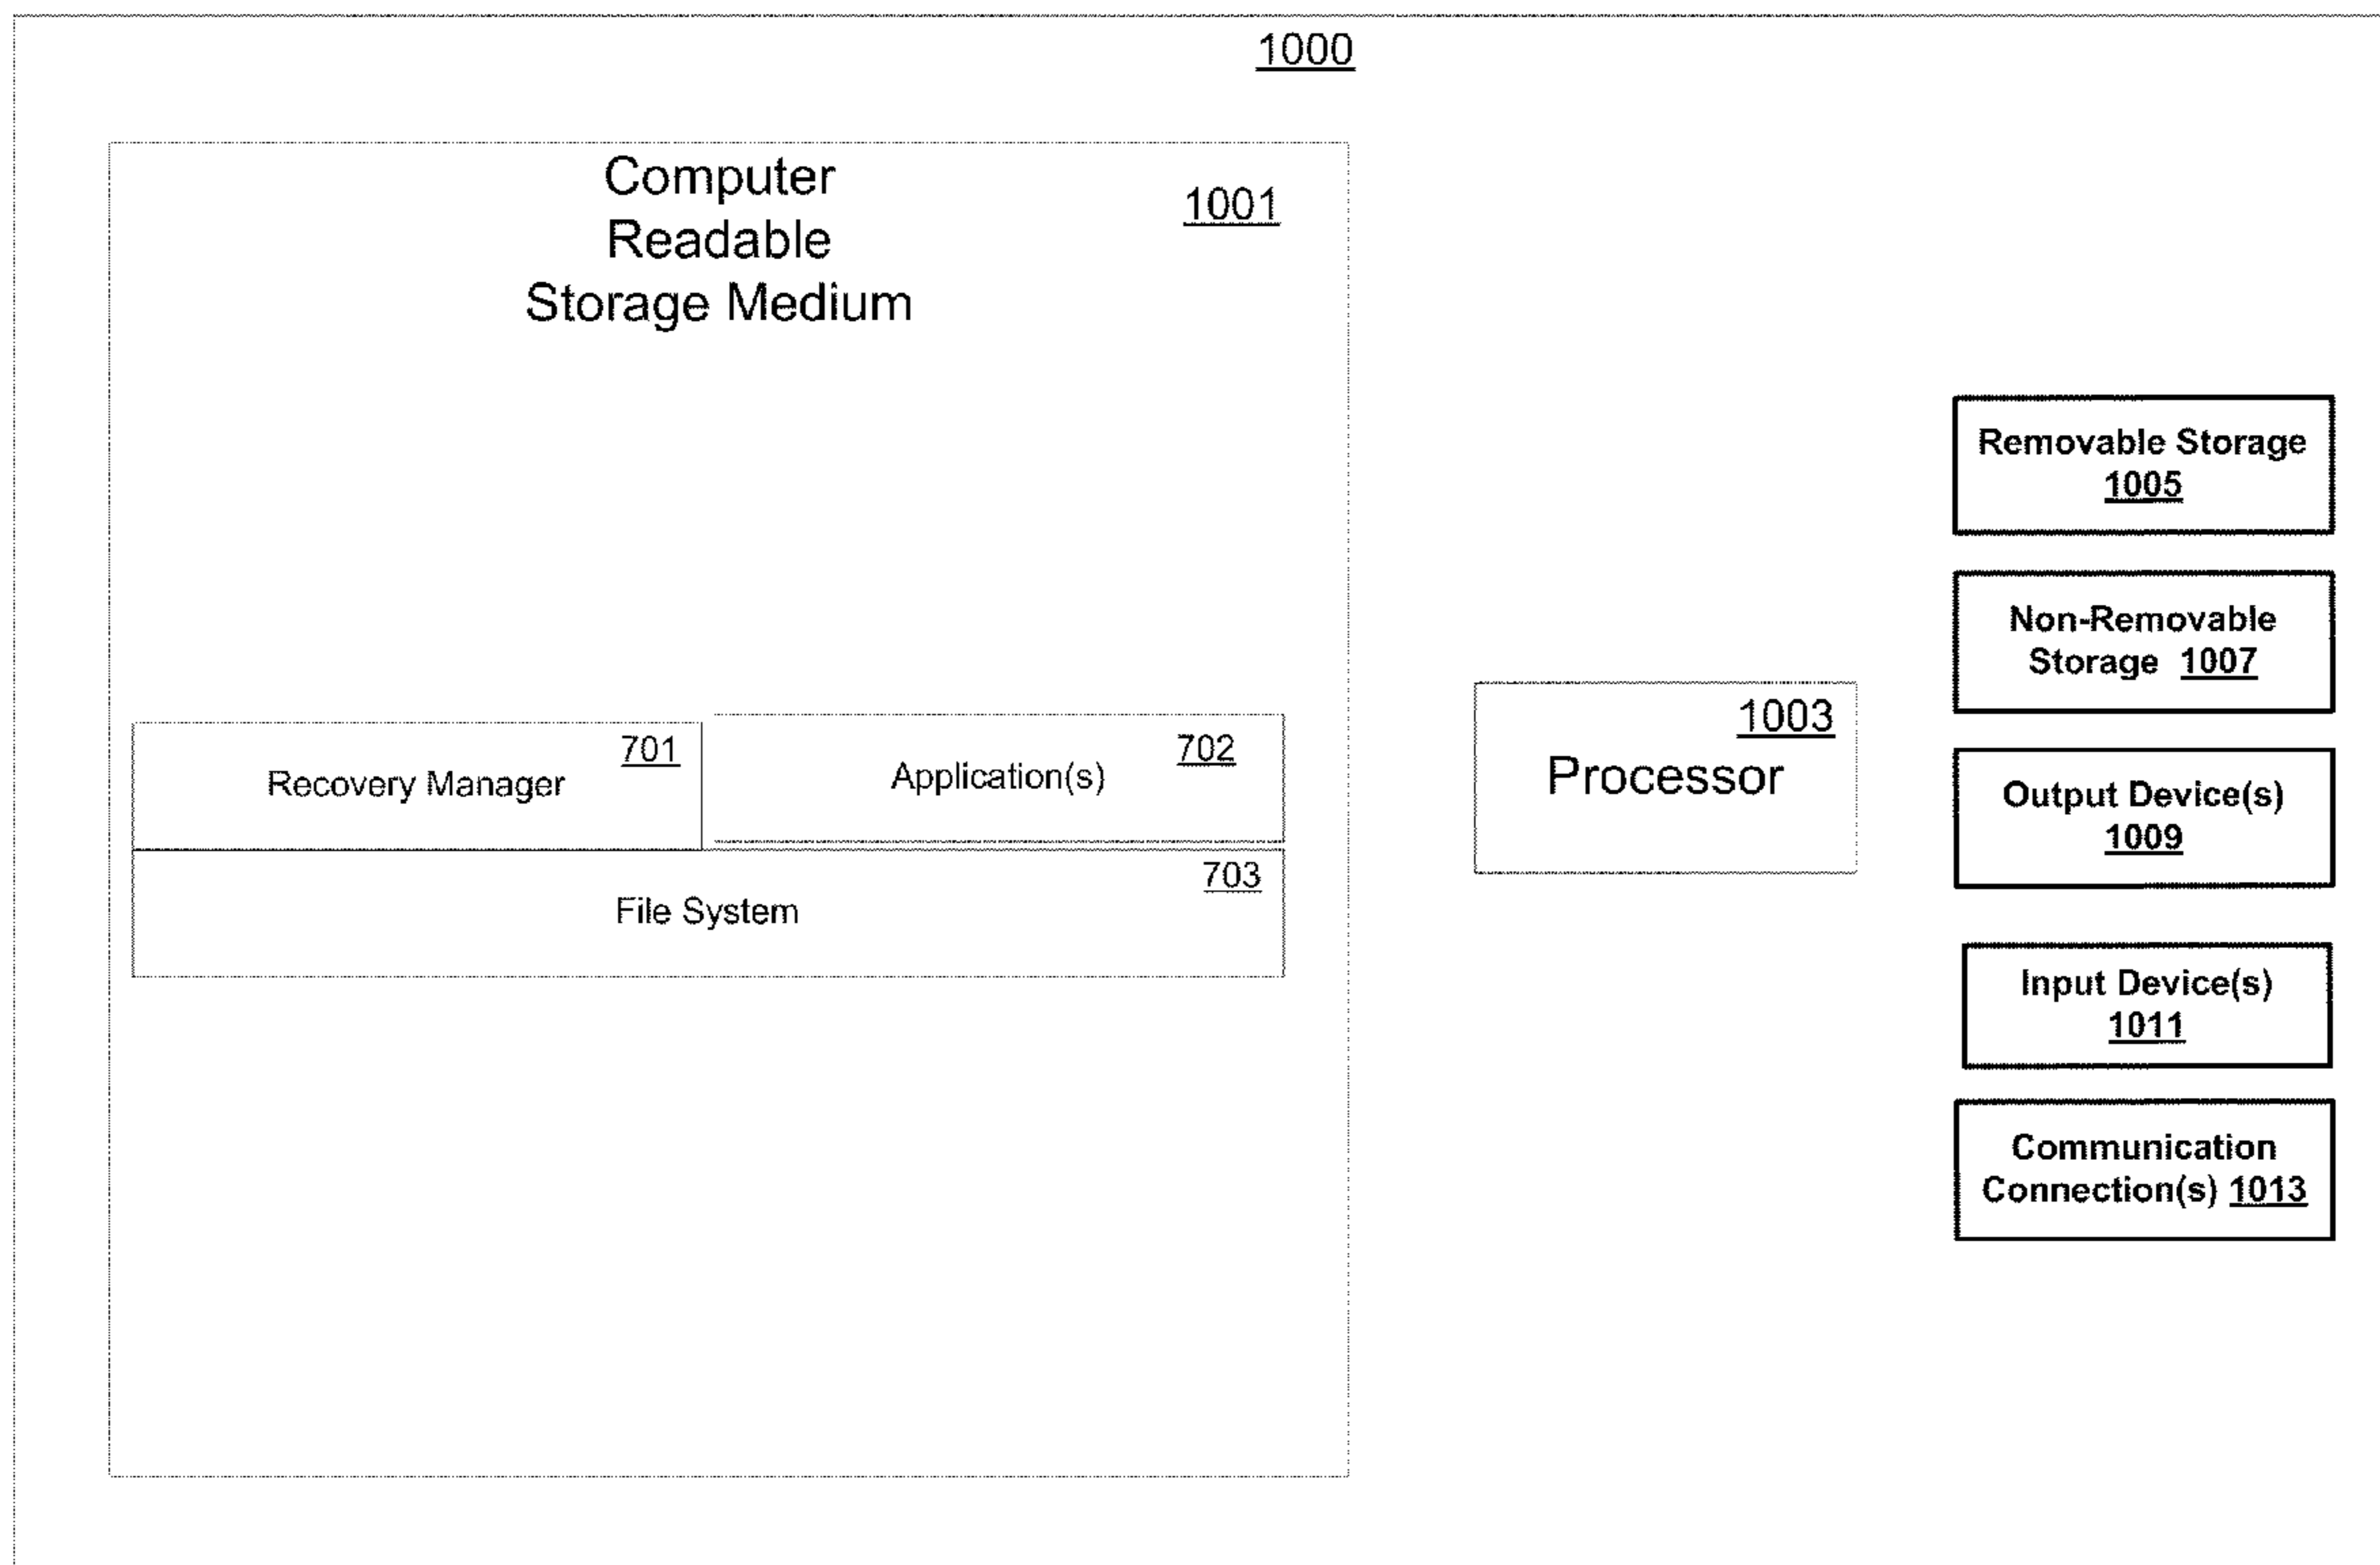 1000
Computer
Readable
Storage Medium
1001
Recovery Manager
701
Application(s)
702
File System
703
1003
Processor
Removable Storage
1005
Non-Removable
Storage 1007
Output Device(s)
1009
Input Device(s)
1011
Communication
Connection(s) 1013